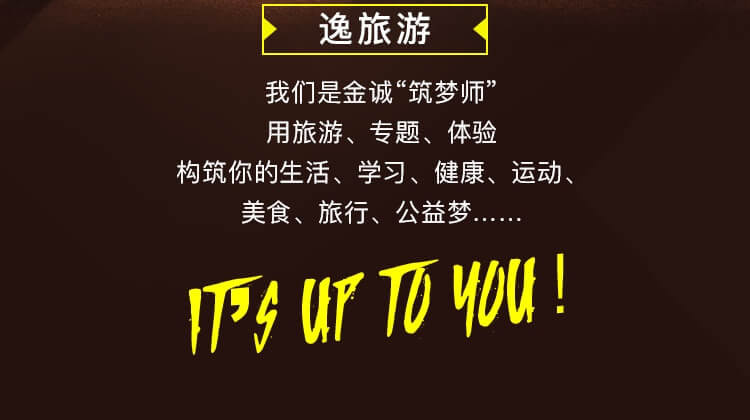 逸旅游
我们是金诚“筑梦师”
用旅游、专题、体验
构筑你的生活、学习、健康、运动、
美食、旅行、公益梦……
IT'S UP TO YOU!